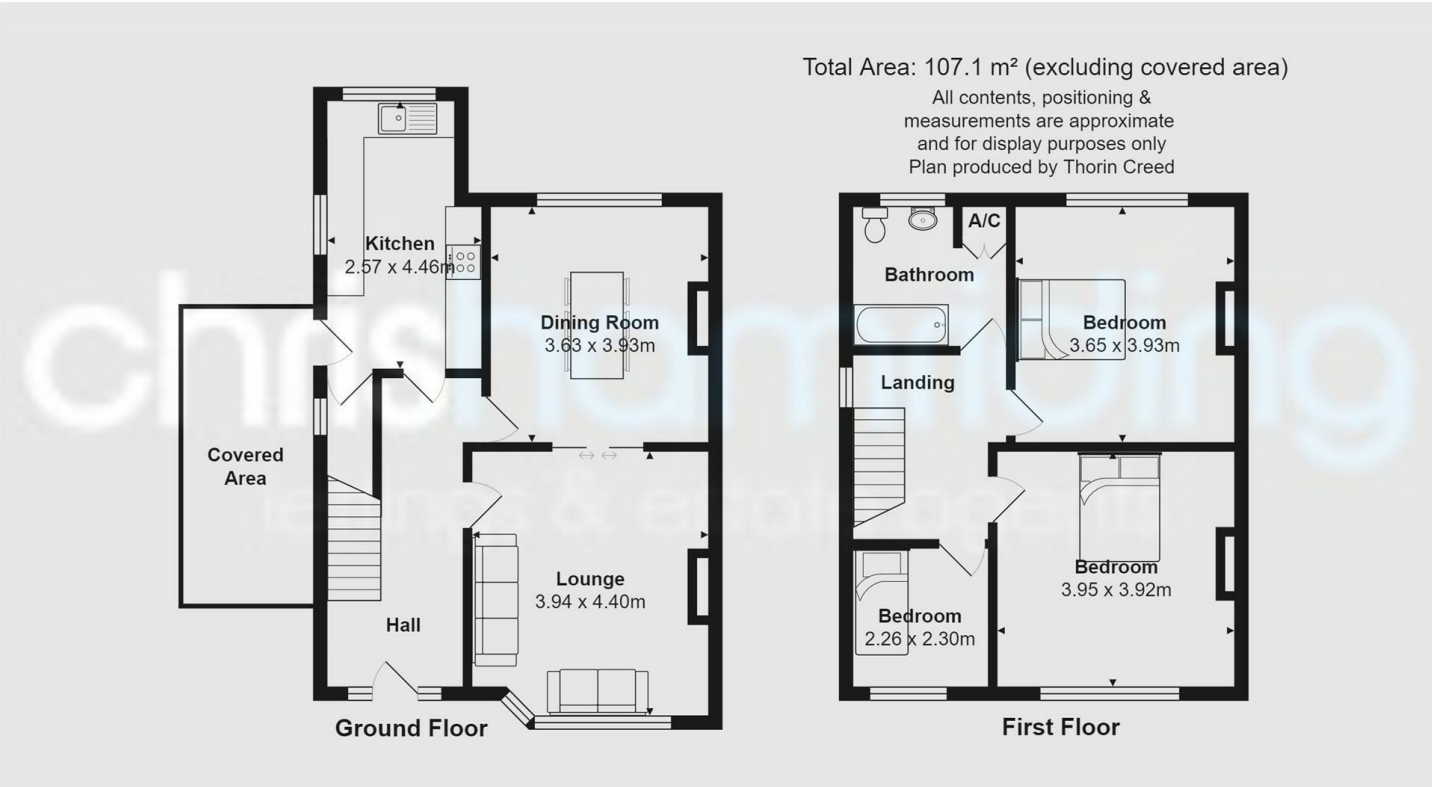 Total Area: 107.1 m² (excluding covered area)
All contents, positioning &
measurements are approximate
and for display purposes only
Plan produced by Thorin Creed
Kitchen
2.57 x 4.46m
Dining Room
3.63 x 3.93m
Covered
Area
Lounge
3.94 x 4.40m
Hall
Ground Floor
A/C
Bathroom
Bedroom
3.65 x 3.93m
Landing
Bedroom
3.95 x 3.92m
Bedroom
2.26 x 2.30m
First Floor
chrishamriding
lettings & estate agents